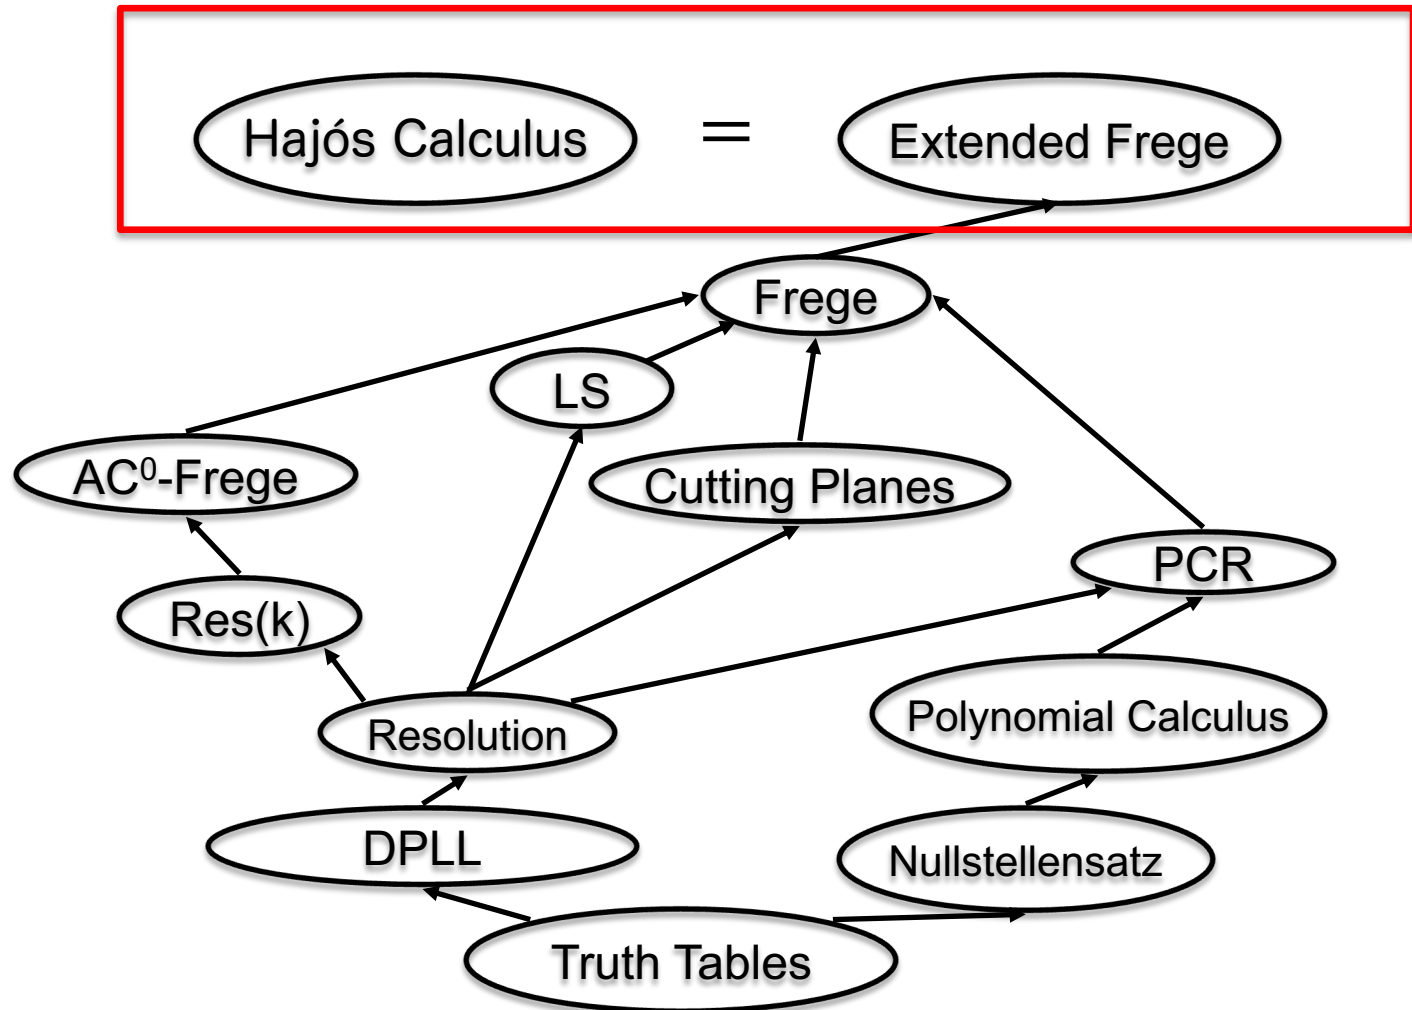 Hajós Calculus = Extended Frege
Frege
LS
AC⁰-Frege
Cutting Planes
PCR
Res(k)
Polynomial Calculus
Resolution
DPLL
Nullstellensatz
Truth Tables